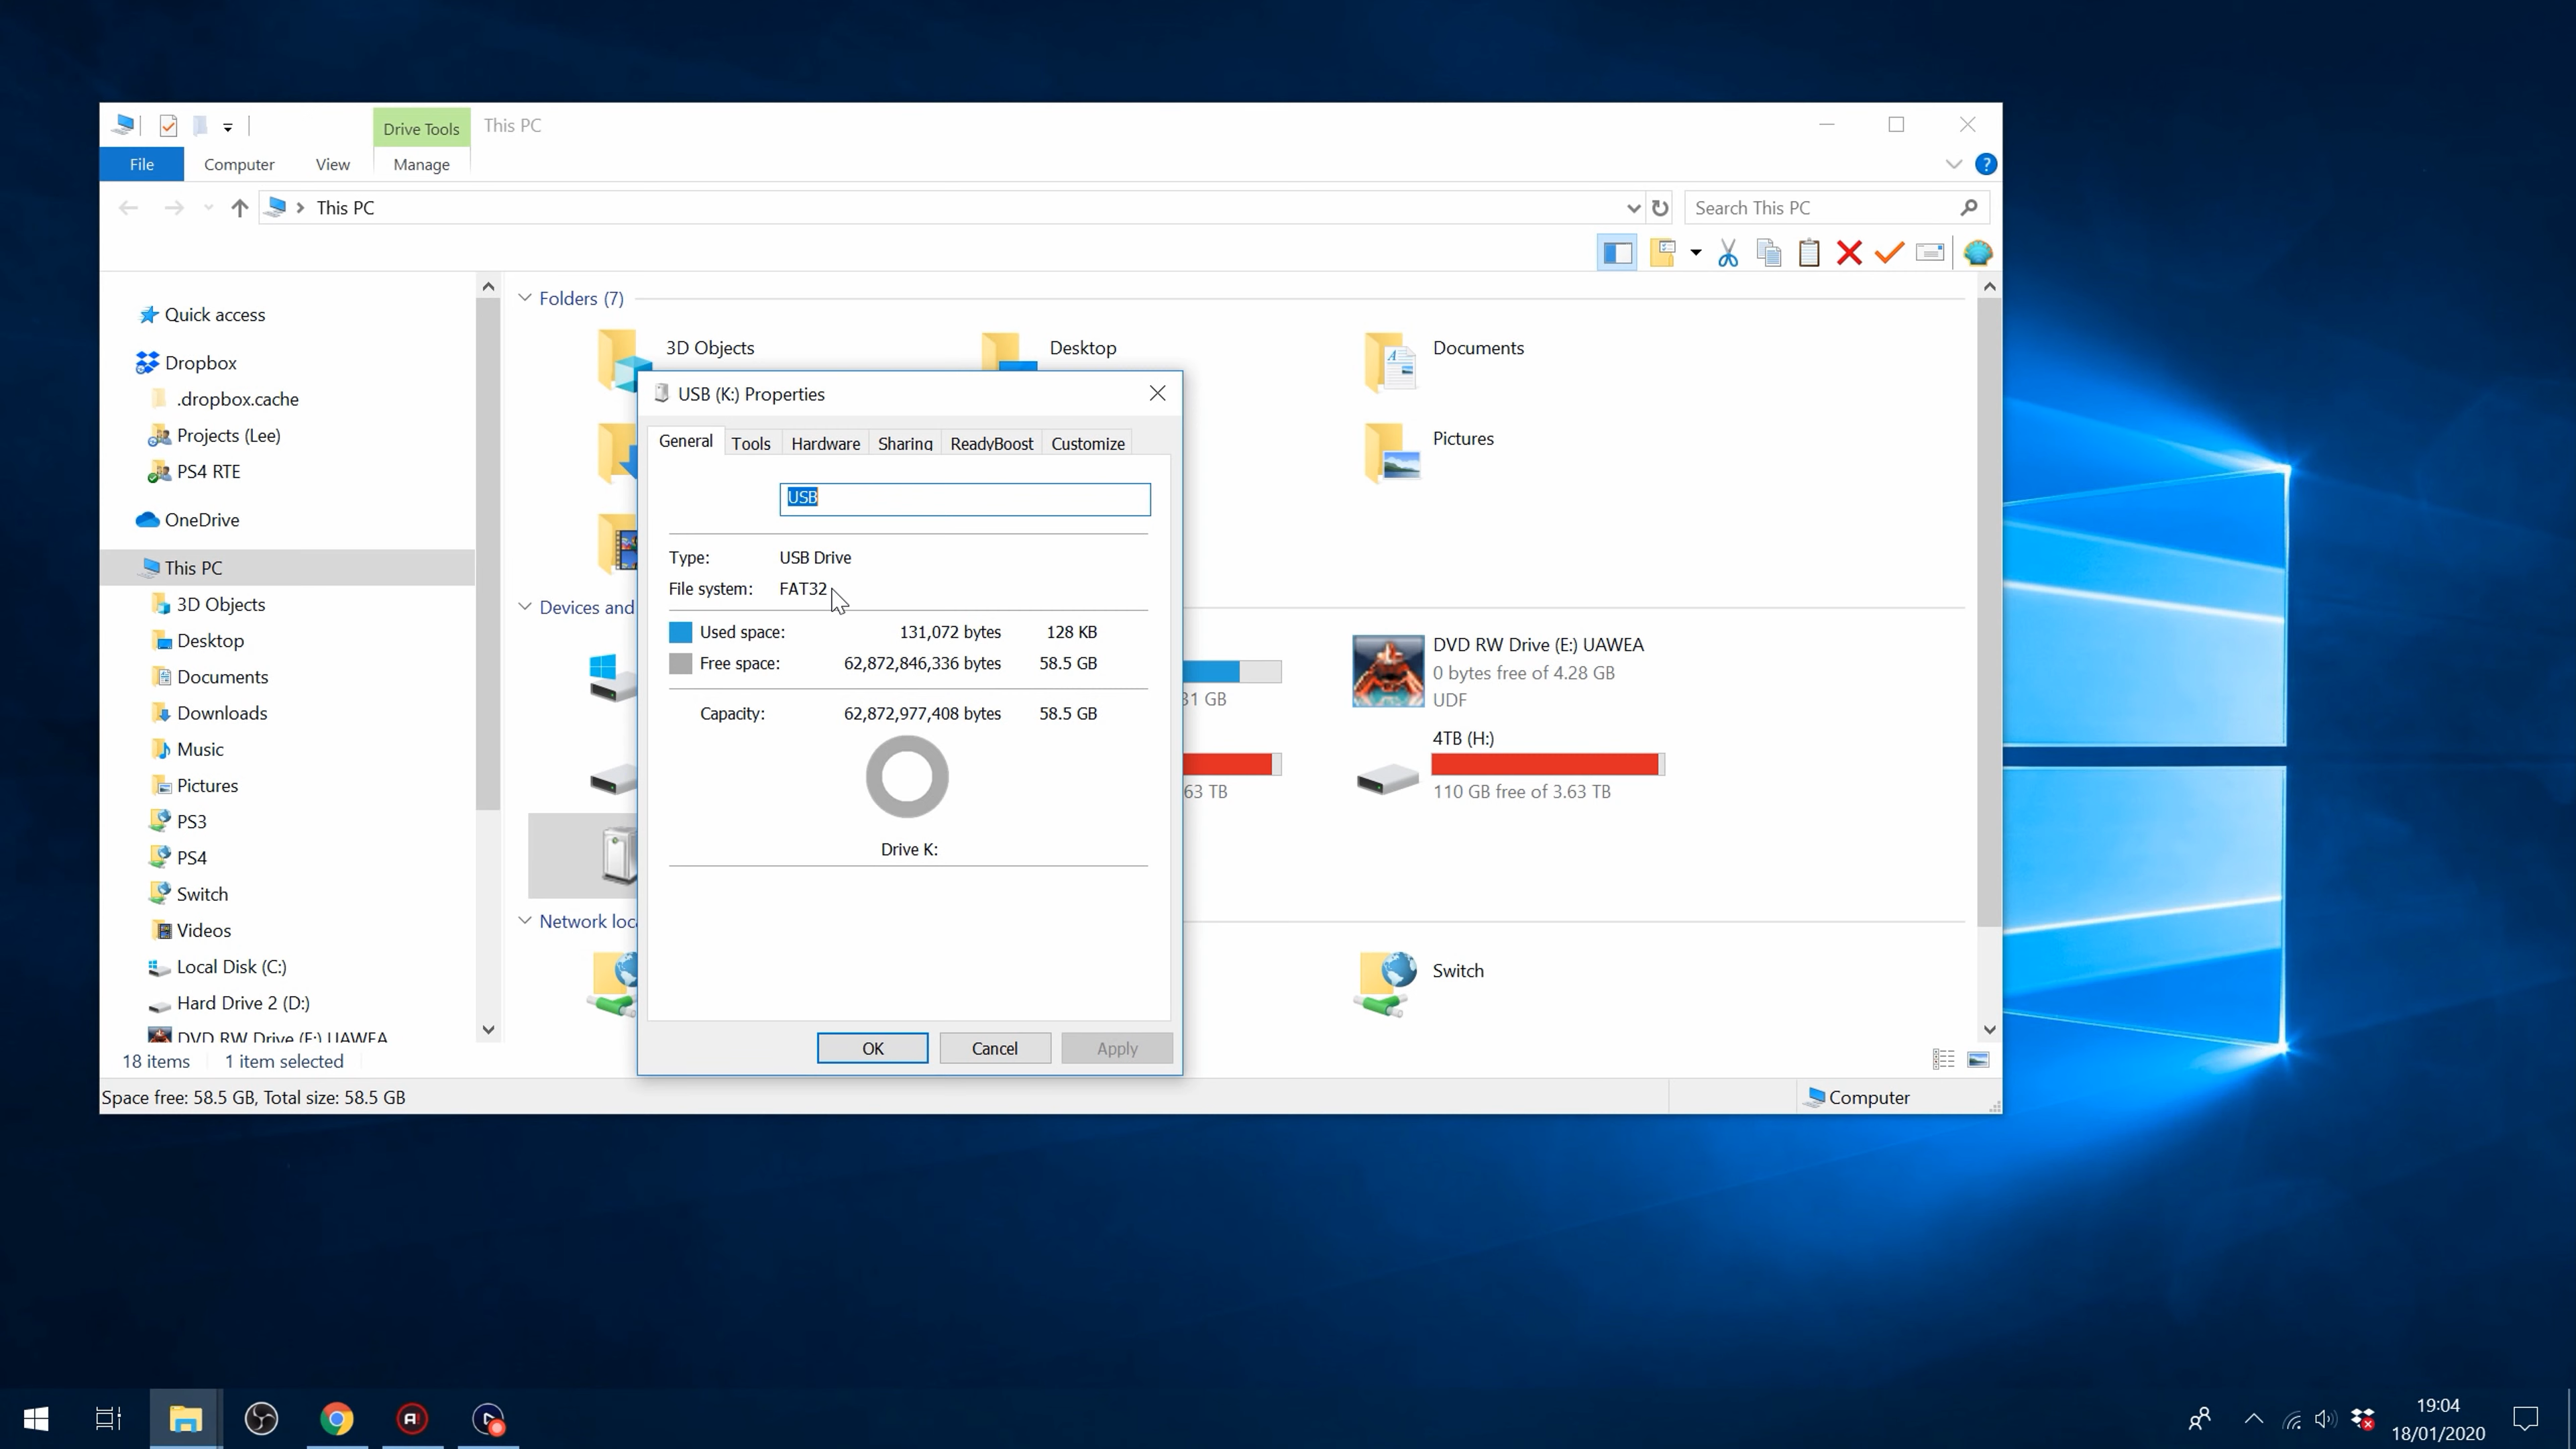 Drive Tools
This PC
File
Computer
View
Manage
This PC
Search This PC
Quick access
Dropbox
.dropbox.cache
Projects (Lee)
PS4 RTE
OneDrive
This PC
3D Objects
Desktop
Documents
Downloads
Music
Pictures
PS3
PS4
Switch
Videos
Local Disk (C:)
Hard Drive 2 (D:)
DVD RW Drive (E:) UAWEA
Folders (7)
3D Objects
Desktop
Documents
Pictures
Devices and
DVD RW Drive (E:) UAWEA
0 bytes free of 4.28 GB
UDF
31 GB
4TB (H:)
63 TB
110 GB free of 3.63 TB
Network loc
Switch
USB (K:) Properties
General
Tools
Hardware
Sharing
ReadyBoost
Customize
USB
Type: USB Drive
File system: FAT32
Used space: 131,072 bytes 128 KB
Free space: 62,872,846,336 bytes 58.5 GB
Capacity: 62,872,977,408 bytes 58.5 GB
Drive K:
OK
Cancel
Apply
18 items 1 item selected
Space free: 58.5 GB, Total size: 58.5 GB
Computer
19:04
18/01/2020